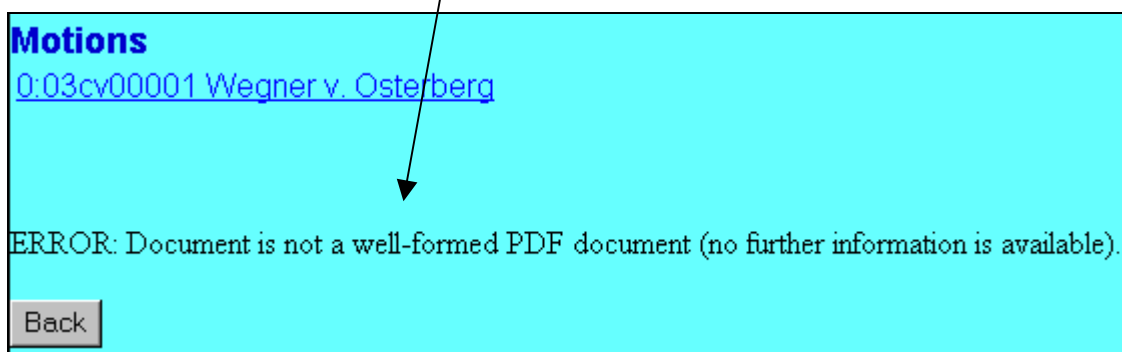 Motions
0:03cv00001 Wegner v. Osterberg
ERROR: Document is not a well-formed PDF document (no further information is available).
Back